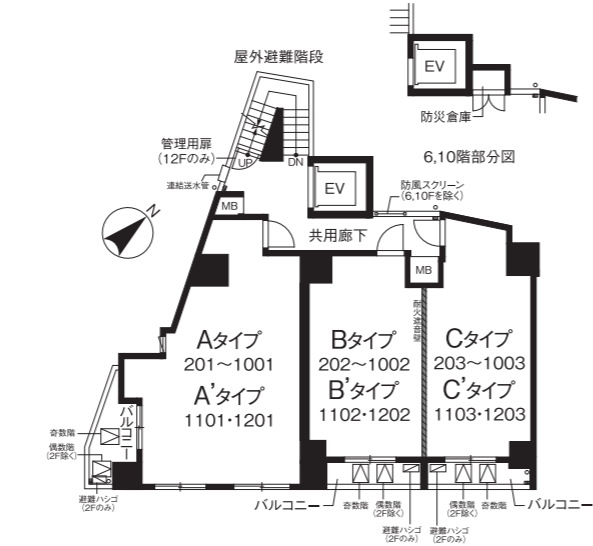 屋外避難階段
EV
防災倉庫
6,10階部分図
管理用扉
(12Fのみ)
UP
DN
連結送水管
MB
EV
防風スクリーン
(6,10Fを除く)
N
共用廊下
MB
耐火遮音壁
Aタイプ
201〜1001
A'タイプ
1101・1201
Bタイプ
202〜1002
B'タイプ
1102・1202
Cタイプ
203〜1003
C'タイプ
1103・1203
バルコニー
奇数階
偶数階
(2F除く)
避難ハシゴ
(2Fのみ)
バルコニー
奇数階
偶数階
(2F除く)
避難ハシゴ
(2Fのみ)
避難ハシゴ
(2Fのみ)
偶数階
(2F除く)
奇数階
バルコニー